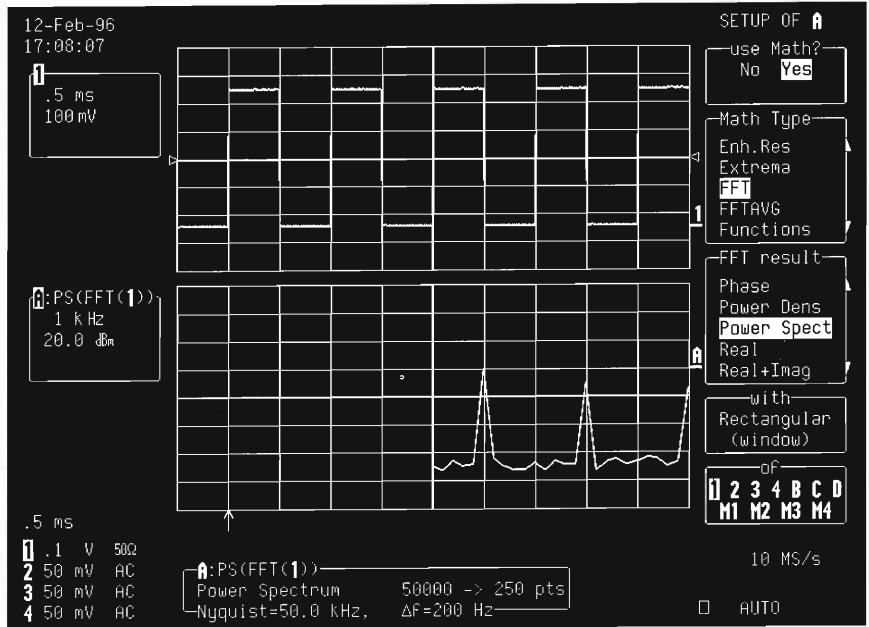 12-Feb-96
17:08:07
1
.5 ms
100 mV
1
A:PS(FFT(1))
1 kHz
20.0 dBm
A
SETUP OF A
use Math?
No Yes
Math Type
Enh.Res
Extrema
FFT
FFTAVG
Functions
FFT result
Phase
Power Dens
Power Spect
Real
Real+Imag
with
Rectangular
(window)
of
1 2 3 4 B C D
M1 M2 M3 M4
.5 ms
1 .1 V 50Ω
2 50 mV AC
3 50 mV AC
4 50 mV AC
A:PS(FFT(1))
Power Spectrum 50000 -> 250 pts
Nyquist=50.0 kHz, ΔF=200 Hz
10 MS/s
□ AUTO